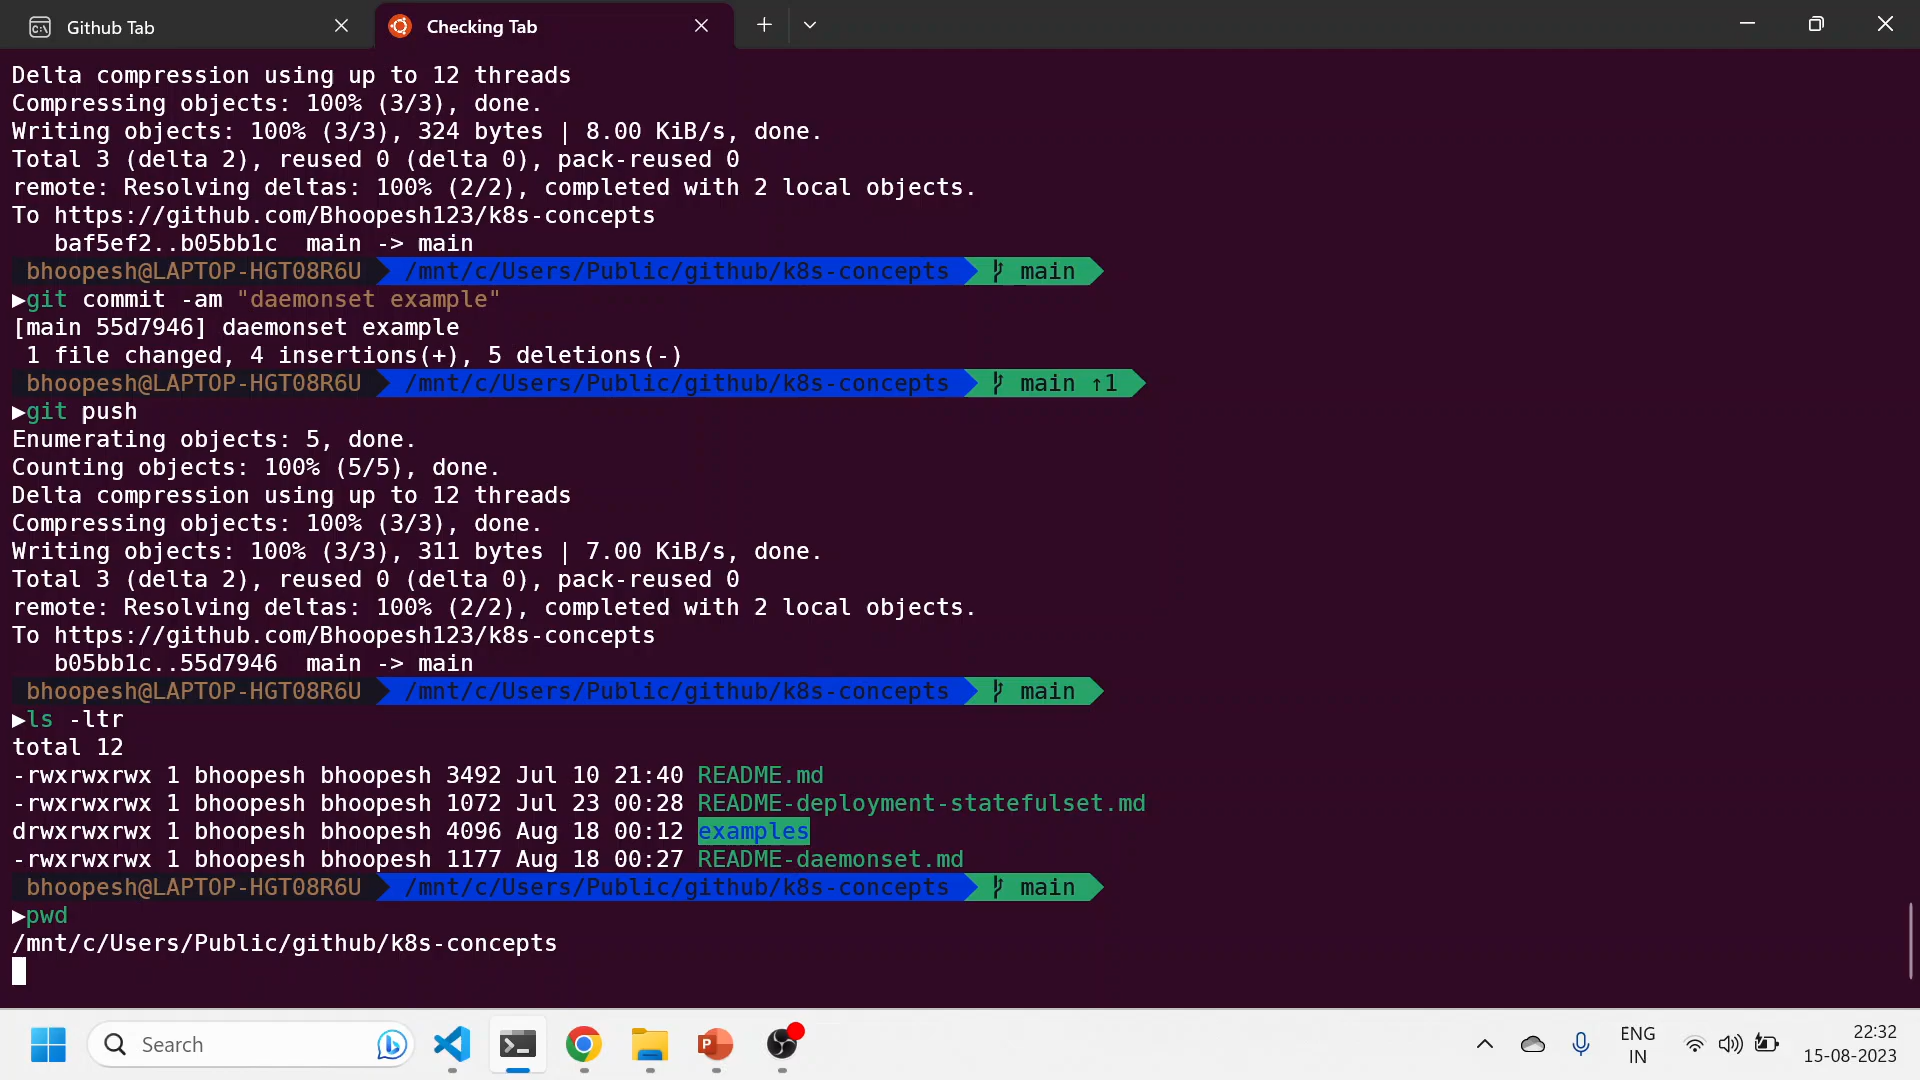 Github Tab
Checking Tab
Delta compression using up to 12 threads
Compressing objects: 100% (3/3), done.
Writing objects: 100% (3/3), 324 bytes | 8.00 KiB/s, done.
Total 3 (delta 2), reused 0 (delta 0), pack-reused 0
remote: Resolving deltas: 100% (2/2), completed with 2 local objects.
To https://github.com/Bhoopesh123/k8s-concepts
   baf5ef2..b05bb1c  main -> main
bhoopesh@LAPTOP-HGT08R6U /mnt/c/Users/Public/github/k8s-concepts main
▶git commit -am "daemonset example"
[main 55d7946] daemonset example
 1 file changed, 4 insertions(+), 5 deletions(-)
bhoopesh@LAPTOP-HGT08R6U /mnt/c/Users/Public/github/k8s-concepts main ↑1
▶git push
Enumerating objects: 5, done.
Counting objects: 100% (5/5), done.
Delta compression using up to 12 threads
Compressing objects: 100% (3/3), done.
Writing objects: 100% (3/3), 311 bytes | 7.00 KiB/s, done.
Total 3 (delta 2), reused 0 (delta 0), pack-reused 0
remote: Resolving deltas: 100% (2/2), completed with 2 local objects.
To https://github.com/Bhoopesh123/k8s-concepts
   b05bb1c..55d7946  main -> main
bhoopesh@LAPTOP-HGT08R6U /mnt/c/Users/Public/github/k8s-concepts main
▶ls -ltr
total 12
-rwxrwxrwx 1 bhoopesh bhoopesh 3492 Jul 10 21:40 README.md
-rwxrwxrwx 1 bhoopesh bhoopesh 1072 Jul 23 00:28 README-deployment-statefulset.md
drwxrwxrwx 1 bhoopesh bhoopesh 4096 Aug 18 00:12 examples
-rwxrwxrwx 1 bhoopesh bhoopesh 1177 Aug 18 00:27 README-daemonset.md
bhoopesh@LAPTOP-HGT08R6U /mnt/c/Users/Public/github/k8s-concepts main
▶pwd
/mnt/c/Users/Public/github/k8s-concepts
Search
ENG
IN
22:32
15-08-2023